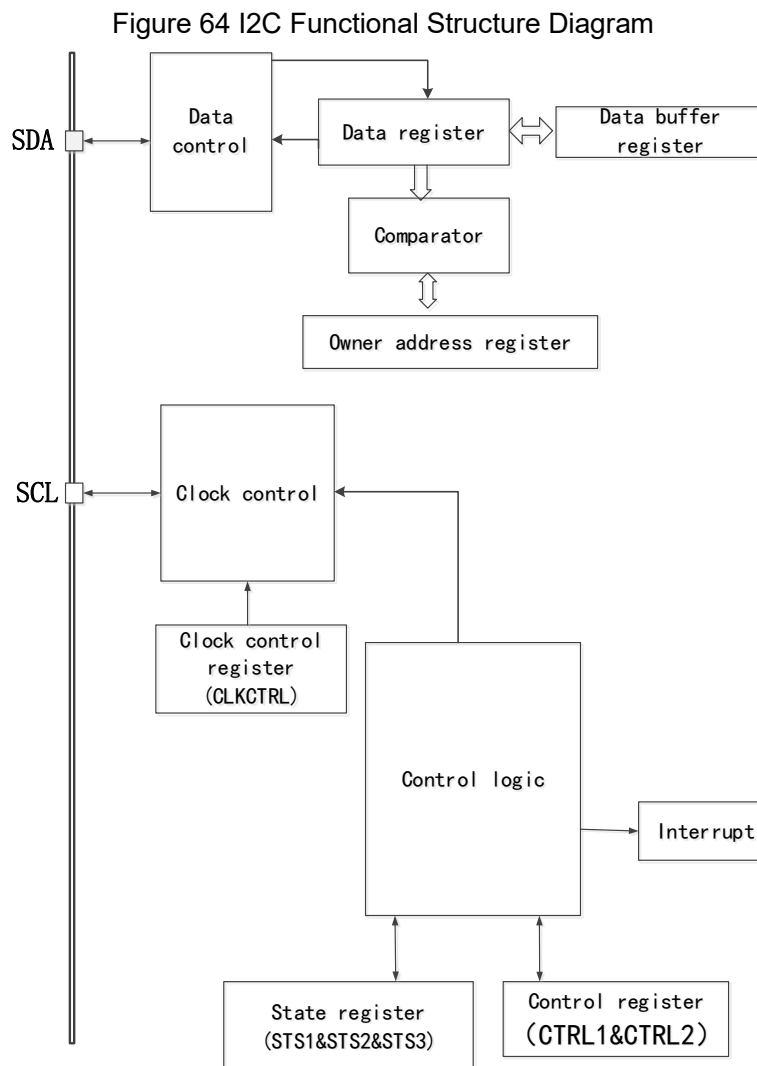 Figure 64 I2C Functional Structure Diagram
SDA
Data
control
Data register
Data buffer
register
Comparator
Owner address register
SCL
Clock control
Clock control
register
(CLKCTRL)
Control logic
Interrupt
State register
(STS1&STS2&STS3)
Control register
(CTRL1&CTRL2)